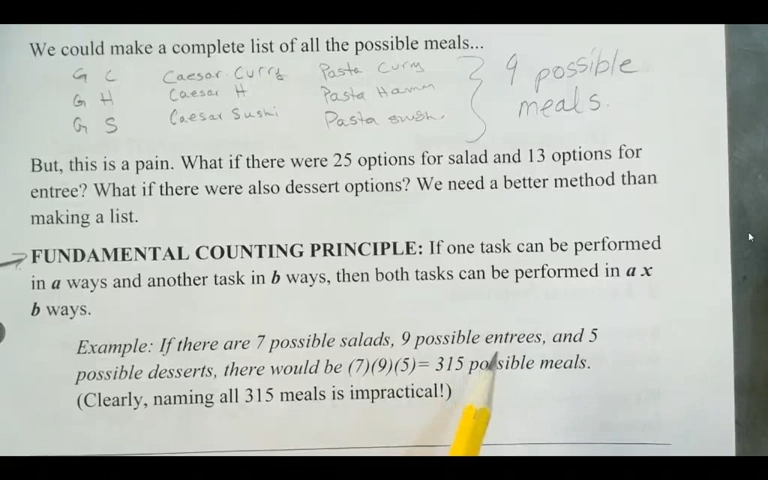 We could make a complete list of all the possible meals...
G C Caesar Curry Pasta Curry 9 possible
G H Caesar H Pasta Hamm meals.
G S Caesar Sushi Pasta sush.
But, this is a pain. What if there were 25 options for salad and 13 options for
entree? What if there were also dessert options? We need a better method than
making a list.
FUNDAMENTAL COUNTING PRINCIPLE: If one task can be performed
in a ways and another task in b ways, then both tasks can be performed in a x
b ways.
Example: If there are 7 possible salads, 9 possible entrees, and 5
possible desserts, there would be (7)(9)(5)= 315 possible meals.
(Clearly, naming all 315 meals is impractical!)